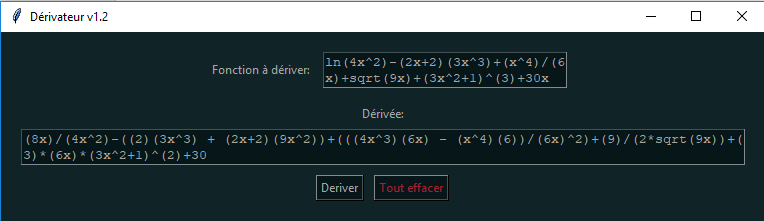 Dérivateur v1.2
Fonction à dériver:
ln(4x^2)-(2x+2)(3x^3)+(x^4)/(6
x)+sqrt(9x)+(3x^2+1)^(3)+30x
Dérivée:
(8x)/(4x^2)-((2)(3x^3) + (2x+2)(9x^2))+(((4x^3)(6x) - (x^4)(6))/(6x)^2)+(9)/(2*sqrt(9x))+(
3)*(6x)*(3x^2+1)^(2)+30
Deriver
Tout effacer